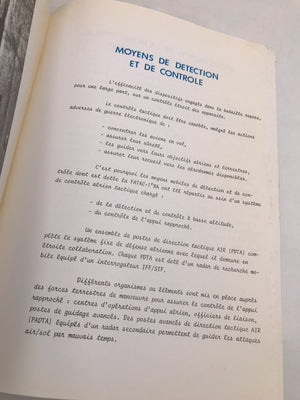 MOYENS DE DETECTION
ET DE CONTROLE
L'efficacité des dispositifs engagés dans la bataille repose,
pour une large part, sur un contrôle étroit des appareils.
Le contrôle tactique doit être capable, malgré les actions
adverses de guerre électronique de :
- concentrer les avions en vol,
- assurer leur sûreté,
- les guider vers leurs objectifs aériens et terrestres,
- assurer leur recueil vers les aérodromes disponibles.
C'est pourquoi les moyens mobiles de détection et de con-
trôle dont est dotée la FATAC-1°RA ont été répartis au sein d'un système
de contrôle aérien tactique chargé :
- de la détection et du contrôle à basse altitude,
- du contrôle de l'appui rapproché.
Un ensemble de postes de direction tactique AIR (PDTA) com-
plète le système fixe de défense aérienne avec lequel il demeure en
étroite collaboration. Chaque PDTA est doté d'un radar de recherche mo-
bile équipé d'un interrogateur IFF/SIF.
Différents organismes ou éléments sont mis en place auprès
des forces terrestres de manoeuvre pour assurer le contrôle de l'appui
rapproché : centres d'opérations d'appui aérien, officiers de liaison,
postes de guidage avancés. Des postes avancés de direction tactique AIR
(PADTA) équipés d'un radar secondaire permettent de guider les attaques
air/sol par mauvais temps.